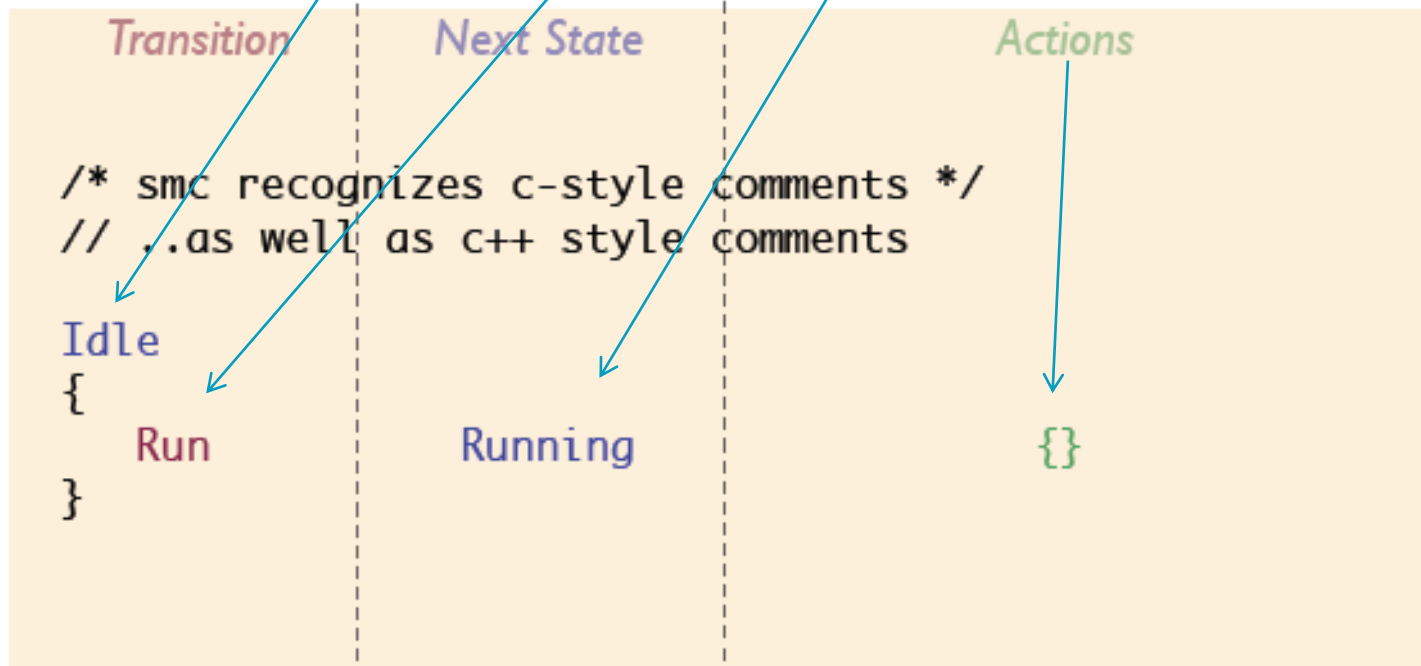 Transition Next State Actions
/* smc recognizes c-style comments */
// ..as well as c++ style comments
Idle
{
Run Running {}
}